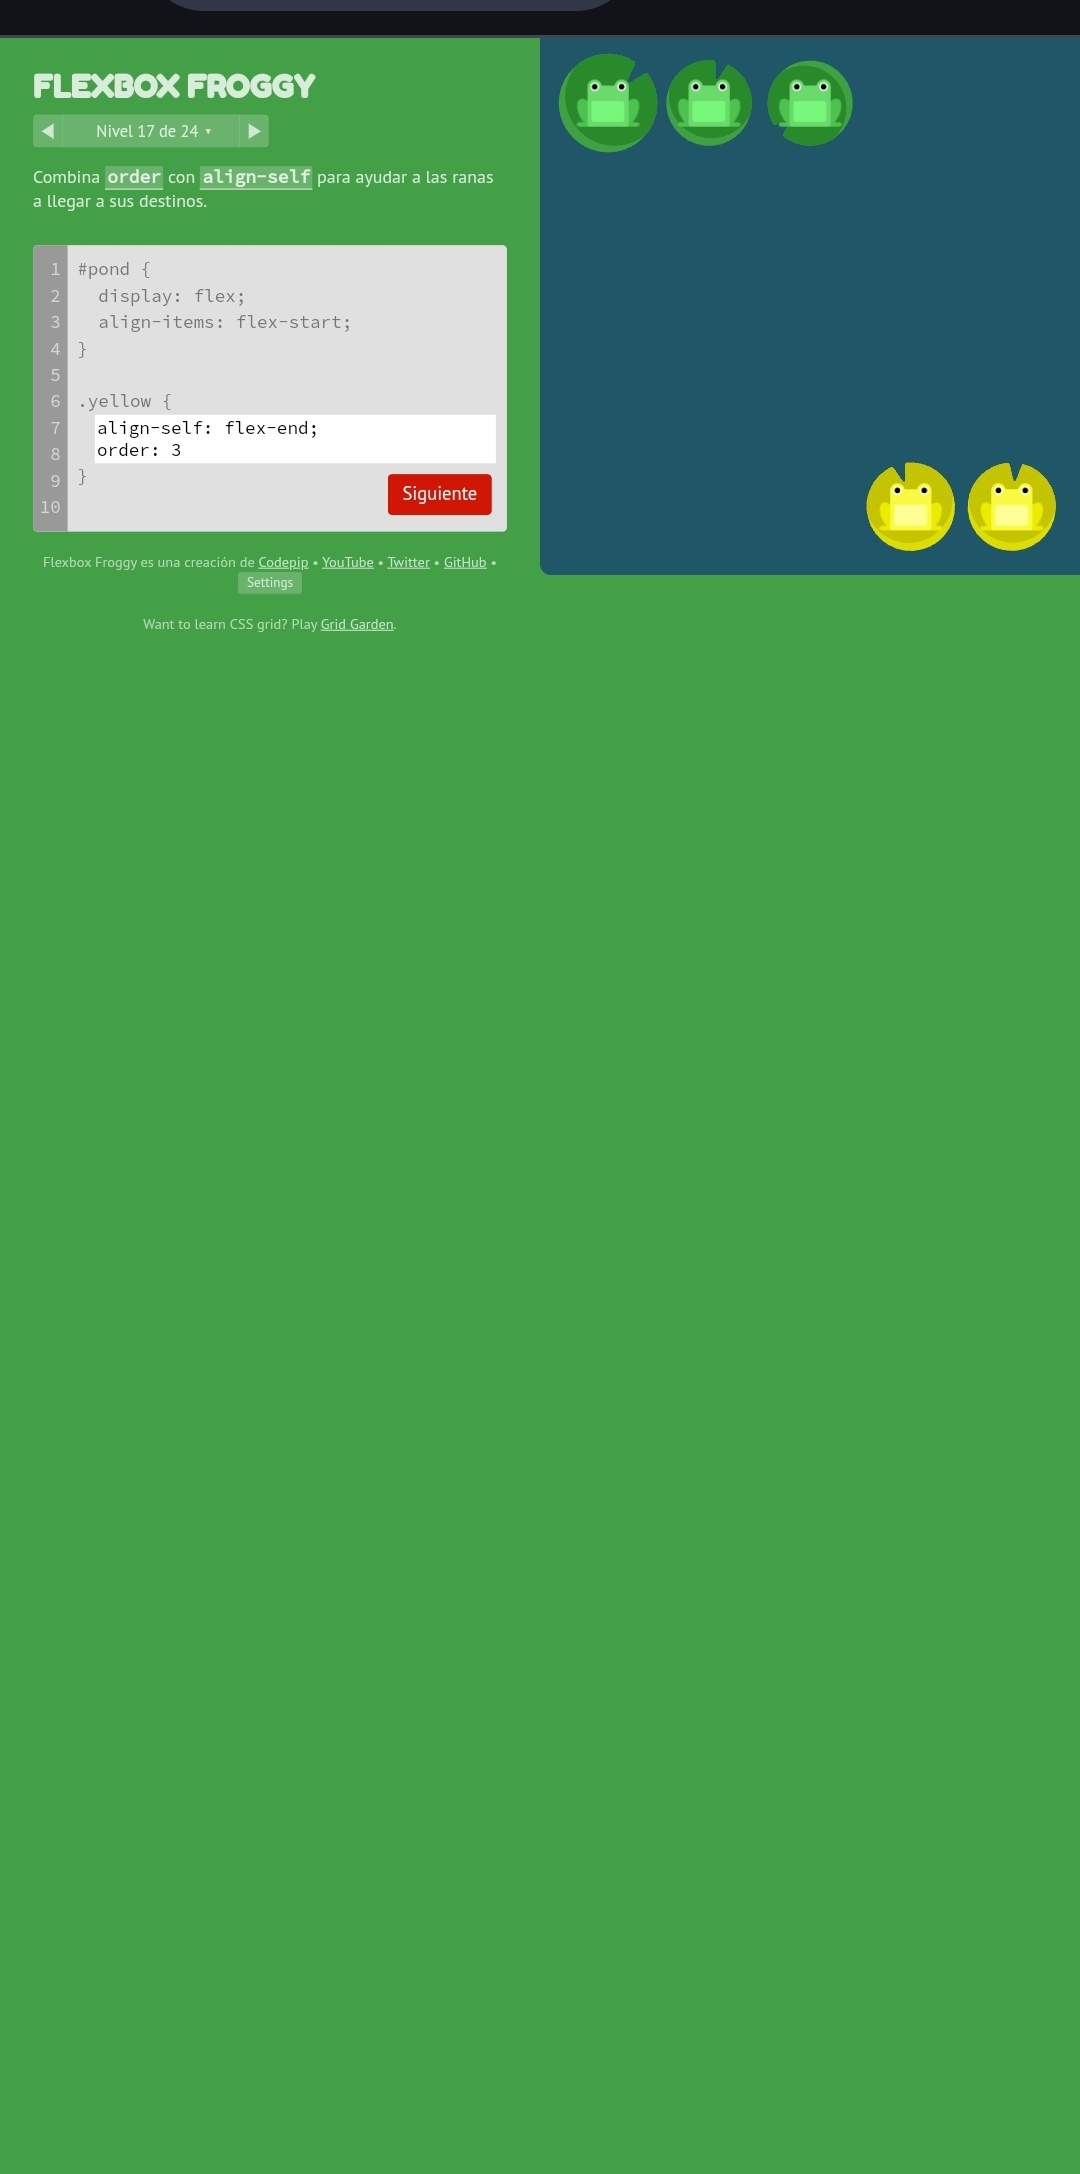 FLEXBOX FROGGY
Nivel 17 de 24 ▾
Combina order con align-self para ayudar a las ranas
a llegar a sus destinos.
1 #pond {
2 display: flex;
3 align-items: flex-start;
4 }
5
6 .yellow {
7 align-self: flex-end;
8 order: 3
9 }
10
Siguiente
Flexbox Froggy es una creación de Codepip • YouTube • Twitter • GitHub •
Settings
Want to learn CSS grid? Play Grid Garden.